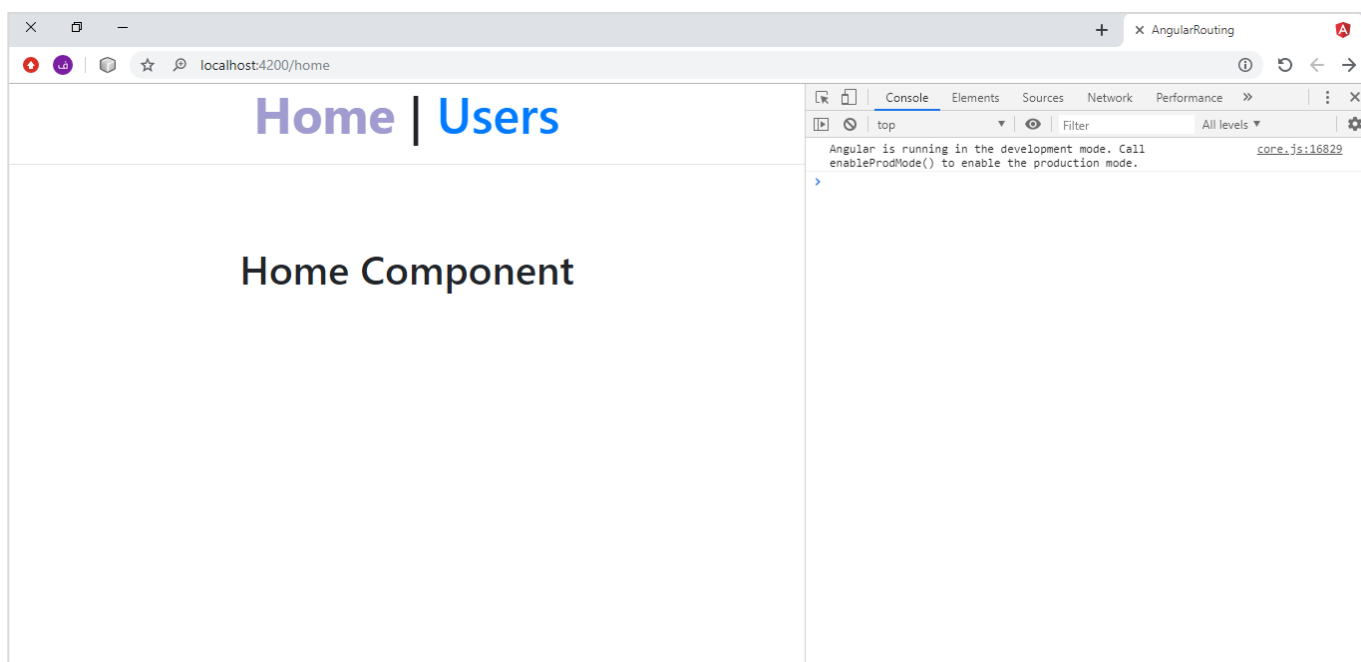 AngularRouting
ف
localhost:4200/home
Home | Users
Home Component
Console Elements Sources Network Performance »
top Filter All levels
Angular is running in the development mode. Call core.js:16829
enableProdMode() to enable the production mode.
>